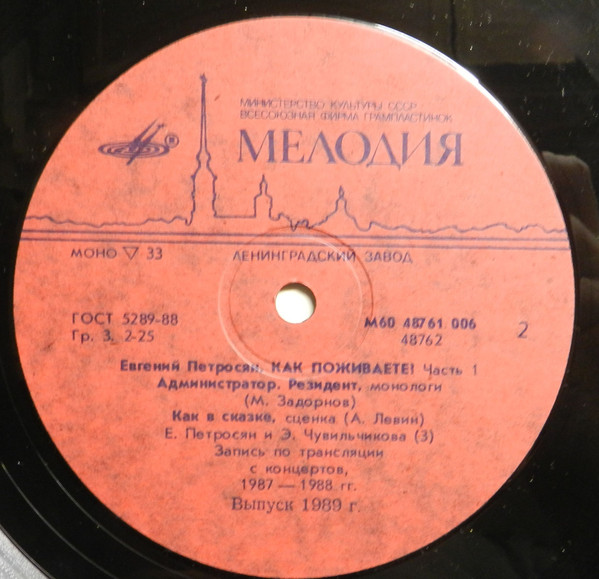 МИНИСТЕРСТВО КУЛЬТУРЫ СССР
ВСЕСОЮЗНАЯ ФИРМА ГРАМПЛАСТИНОК
®
МЕЛОДИЯ
МОНО ▽ 33
ЛЕНИНГРАДСКИЙ ЗАВОД
ГОСТ 5289-88
Гр. 3, 2-25
М60 48761 006
48762
2
Евгений Петросян, КАК ПОЖИВАЕТЕ? Часть 1
Администратор, Резидент, монологи
(М. Задорнов)
Как в сказке, сценка (А. Левин)
Е. Петросян и Э. Чувильчикова (3)
Запись по трансляции
с концертов,
1987 — 1988 гг.
Выпуск 1989 г.